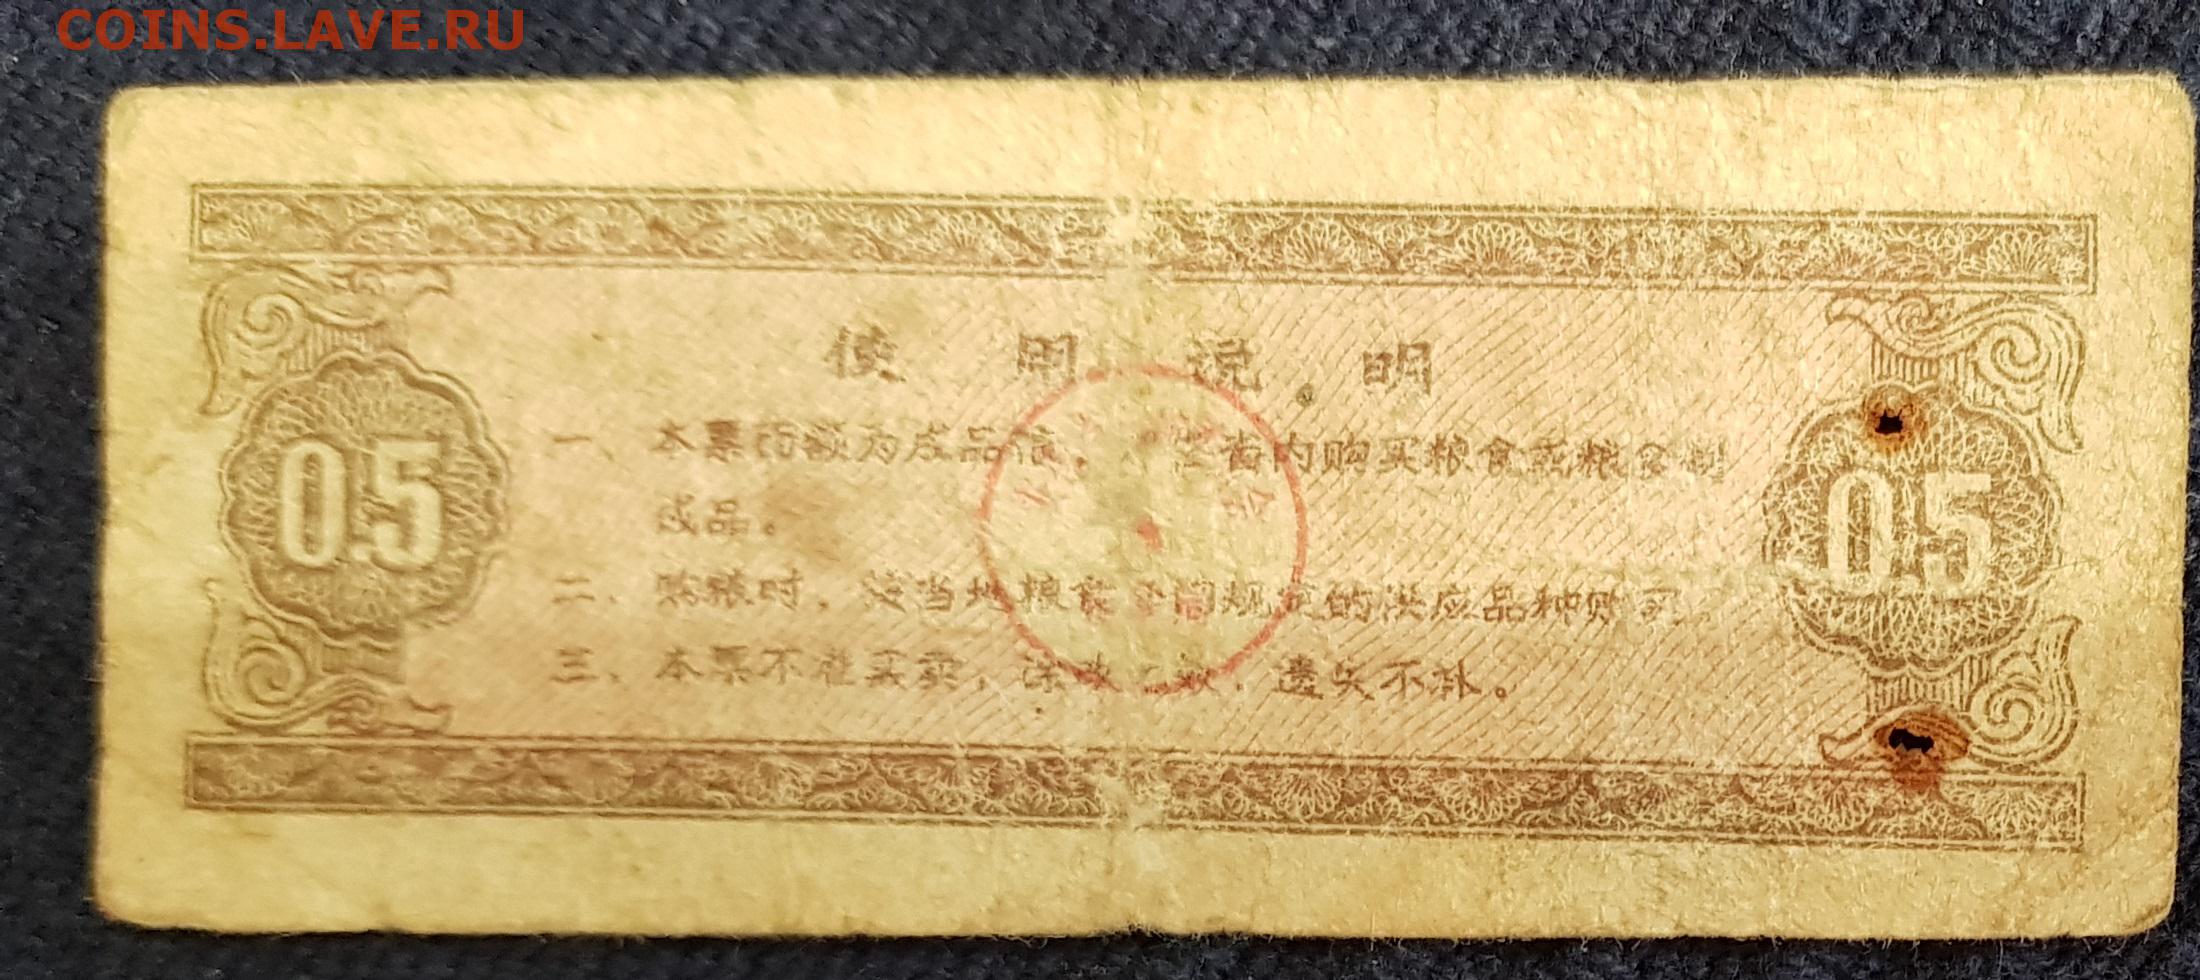 COINS.LAVE.RU
使用说明
一、本票面额为成品粮，省内购买粮食或粮食制
成品。
0.5
0.5
二、购粮时，按当地粮食部门规定的供应品种购买
三、本票不准买卖，涂改无效，遗失不补。